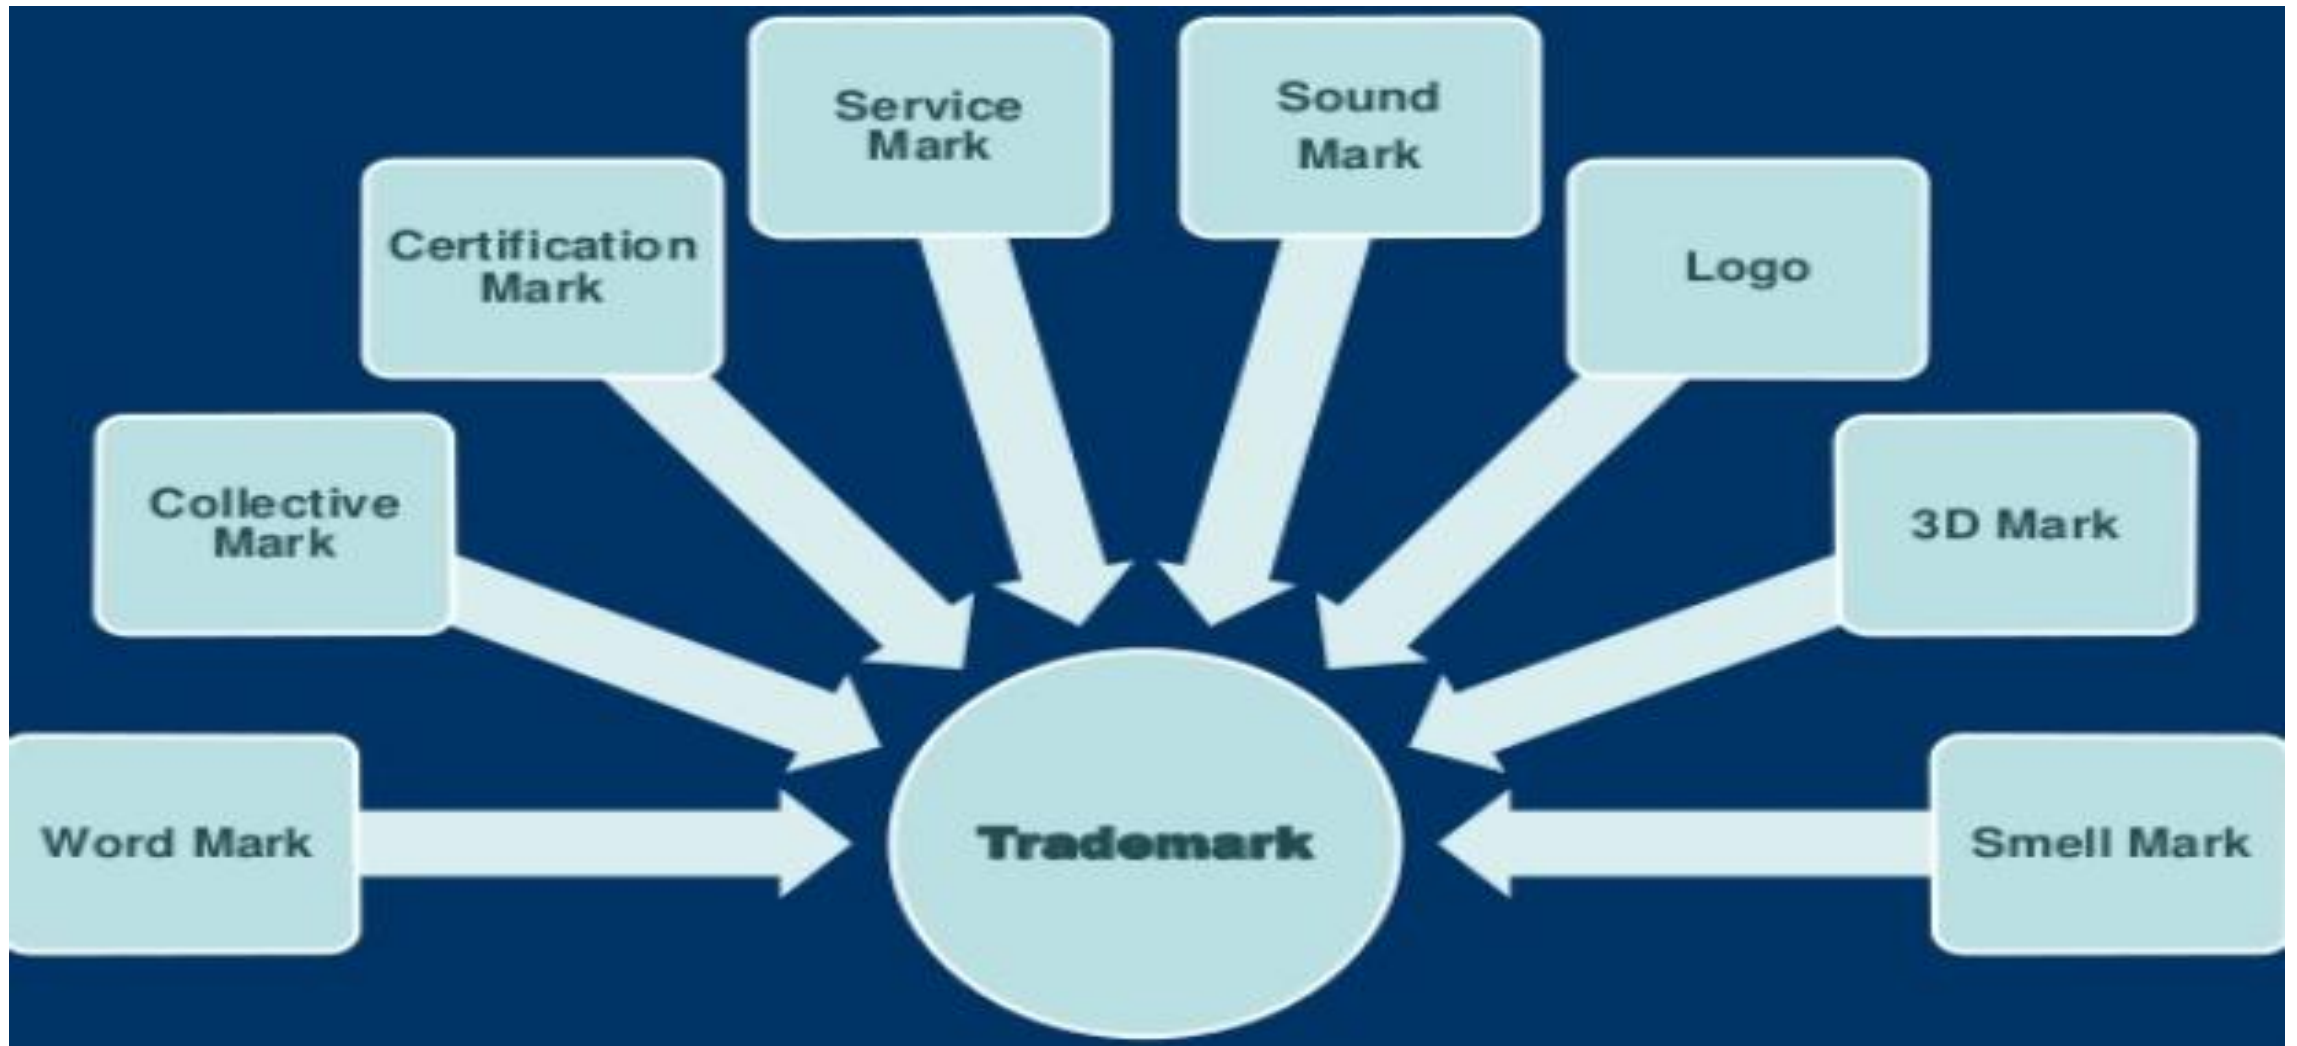 Service
Mark
Sound
Mark
Certification
Mark
Logo
Collective
Mark
3D Mark
Word Mark
Trademark
Smell Mark